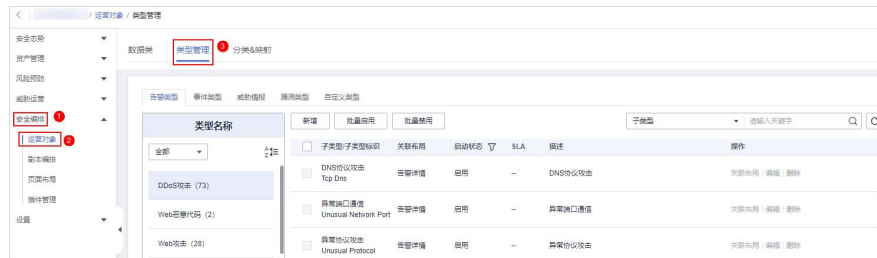 / 运营对象 / 类型管理
安全态势
资产管理
风险预防
威胁运营
安全编排 1
运营对象 2
剧本编排
页面布局
插件管理
设置
数据类 类型管理 3 分类&映射
告警类型 事件类型 威胁情报 漏洞类型 自定义类型
类型名称
全部
DDoS攻击 (73)
Web恶意代码 (2)
Web攻击 (28)
新增 批量启用 批量禁用 子类型 请输入关键字
子类型/子类型标识 关联布局 启动状态 SLA 描述 操作
DNS协议攻击
Tcp Dns 告警详情 启用 -- DNS协议攻击 关联布局 编辑 删除
异常端口通信
Unusual Network Port 告警详情 启用 -- 异常端口通信 关联布局 编辑 删除
异常协议攻击
Unusual Protocol 告警详情 启用 -- 异常协议攻击 关联布局 编辑 删除